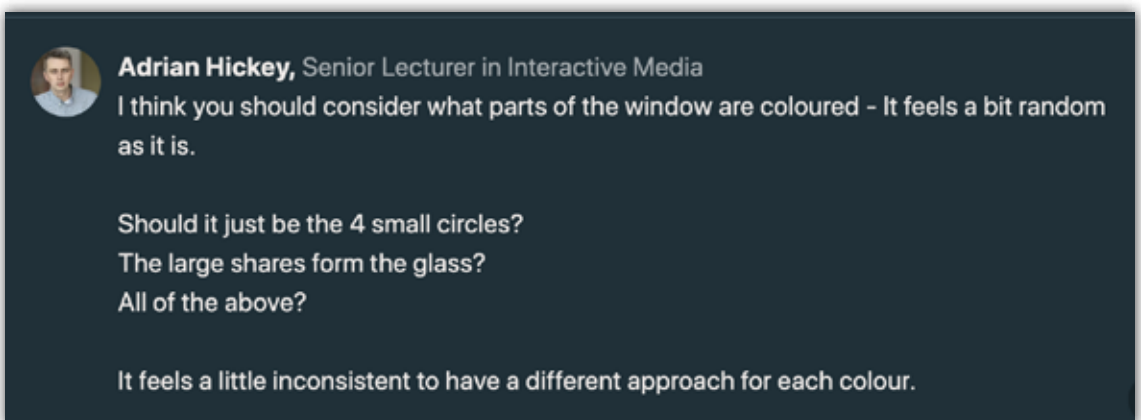 Adrian Hickey, Senior Lecturer in Interactive Media
I think you should consider what parts of the window are coloured - It feels a bit random
as it is.
Should it just be the 4 small circles?
The large shares form the glass?
All of the above?
It feels a little inconsistent to have a different approach for each colour.